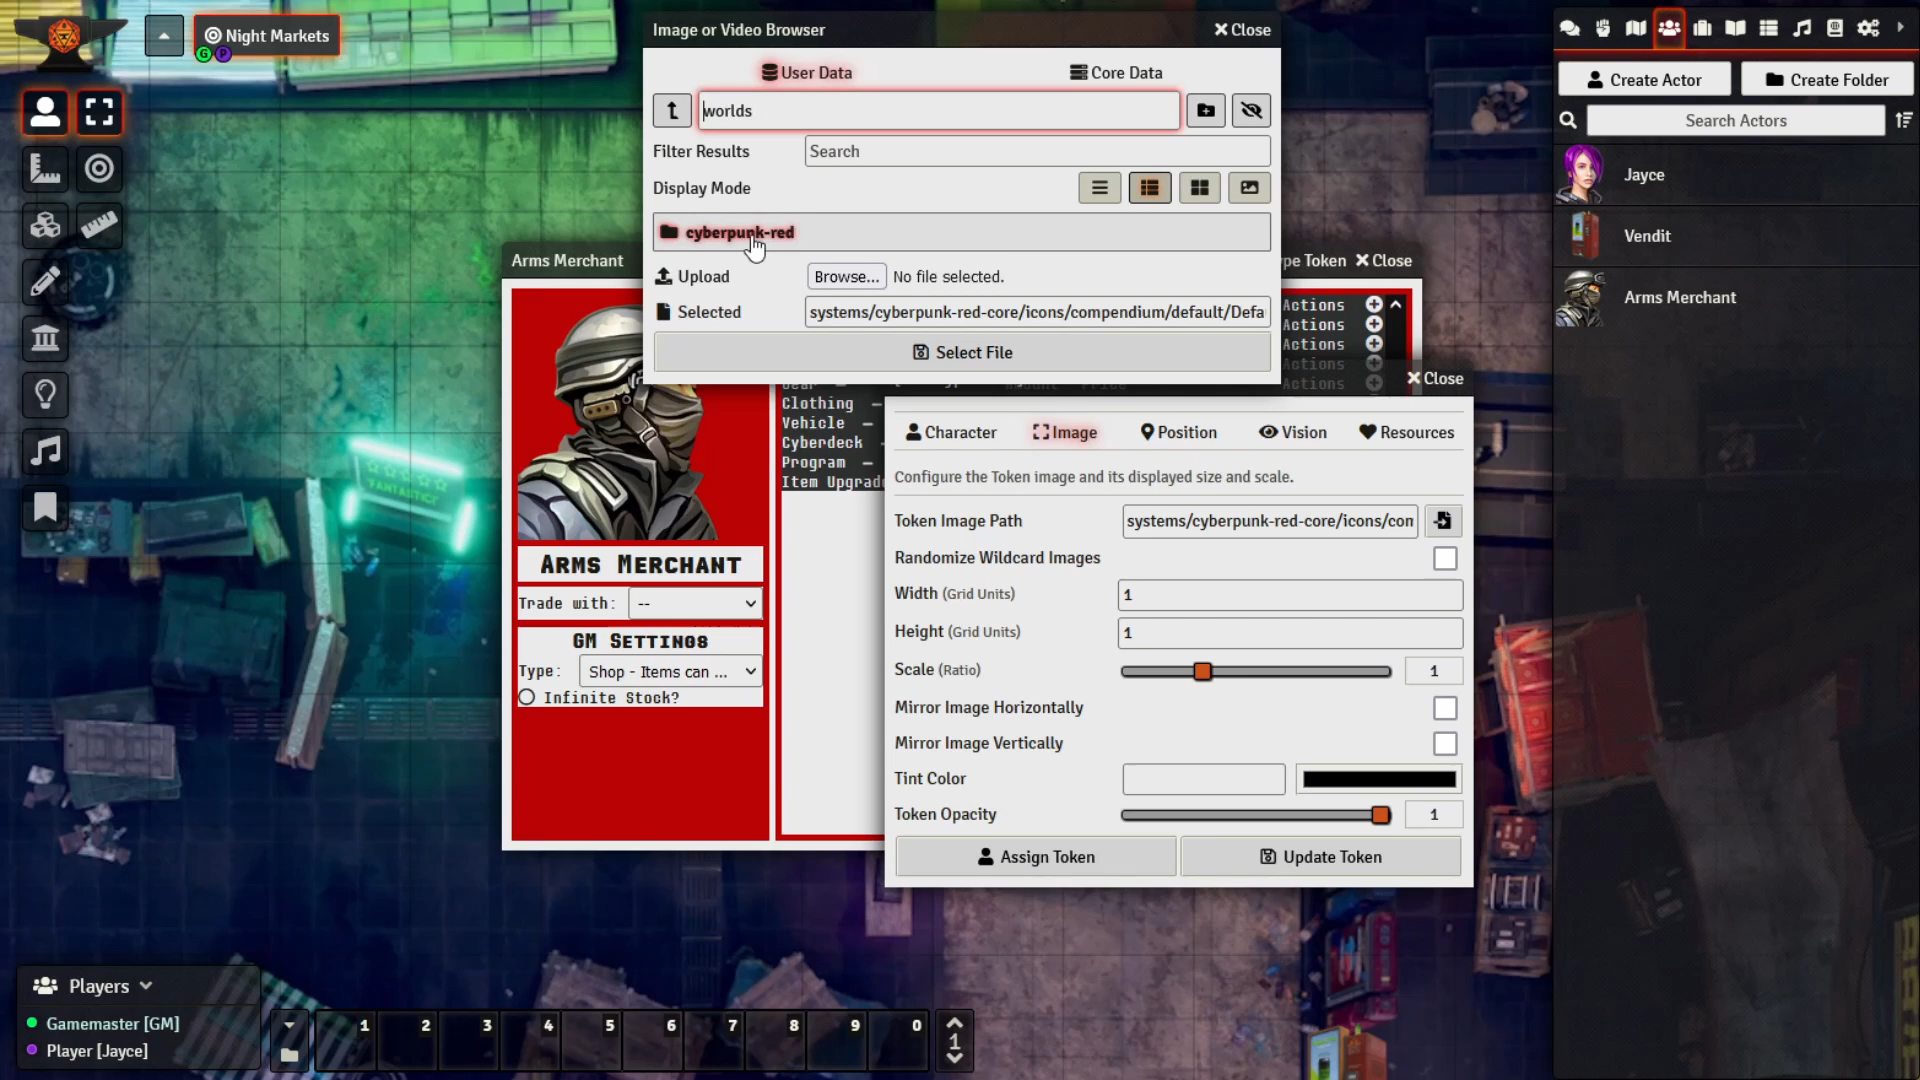 Night Markets
G P
Image or Video Browser
Close
User Data
Core Data
worlds
Filter Results
Search
Display Mode
cyberpunk-red
Upload
Browse...
No file selected.
Selected
systems/cyberpunk-red-core/icons/compendium/default/Defa
Select File
Create Actor
Create Folder
Search Actors
Jayce
Vendit
Arms Merchant
Arms Merchant
ype Token
Close
Actions
Actions
Actions
Actions
Actions
Clothing —
Vehicle —
Cyberdeck
Program —
Item Upgrad
Arms Merchant
Trade with:
--
GM Settings
Type:
Shop - Items can ...
Infinite Stock?
Close
Character
Image
Position
Vision
Resources
Configure the Token image and its displayed size and scale.
Token Image Path
systems/cyberpunk-red-core/icons/con
Randomize Wildcard Images
Width (Grid Units)
1
Height (Grid Units)
1
Scale (Ratio)
1
Mirror Image Horizontally
Mirror Image Vertically
Tint Color
Token Opacity
1
Assign Token
Update Token
"FANTASTIC!"
Players
Gamemaster [GM]
Player [Jayce]
1 2 3 4 5 6 7 8 9 0
1